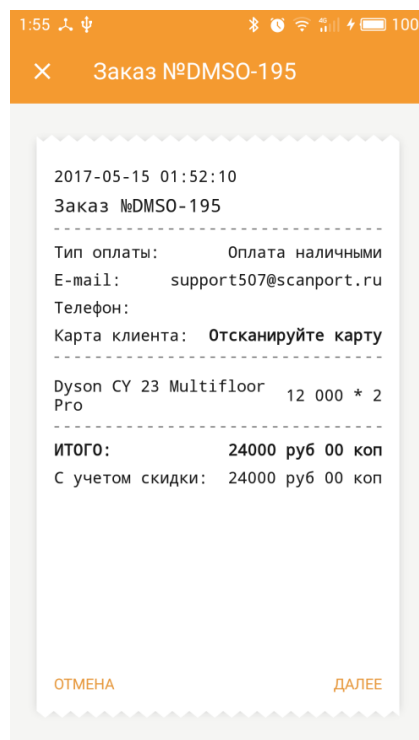 1:55 100
Заказ №DMSO-195
2017-05-15 01:52:10
Заказ №DMSO-195
Тип оплаты: Оплата наличными
E-mail: support507@scanport.ru
Телефон:
Карта клиента: Отсканируйте карту
Dyson CY 23 Multifloor
Pro 12 000 * 2
ИТОГО: 24000 руб 00 коп
С учетом скидки: 24000 руб 00 коп
ОТМЕНА ДАЛЕЕ